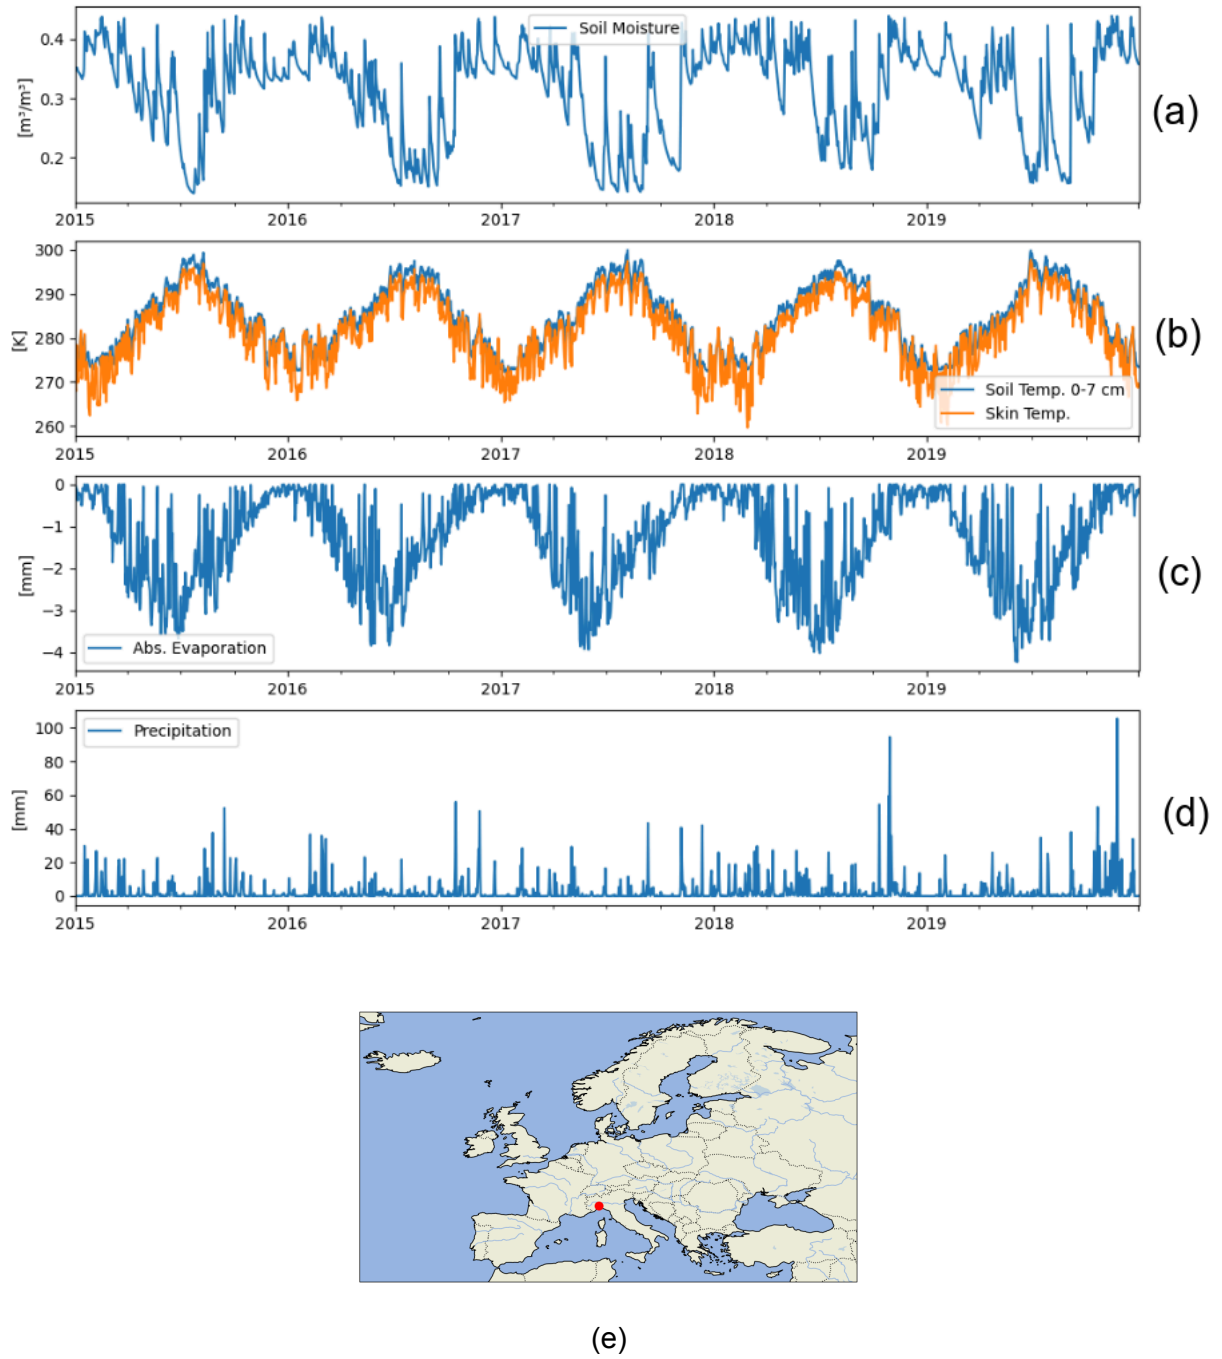 Soil Moisture
[m³/m³]
0.4
0.3
0.2
2015 2016 2017 2018 2019
(a)
[K]
300
290
280
270
260
Soil Temp. 0-7 cm
Skin Temp.
2015 2016 2017 2018 2019
(b)
[mm]
0
−1
−2
−3
−4
Abs. Evaporation
2015 2016 2017 2018 2019
(c)
Precipitation
[mm]
100
80
60
40
20
0
2015 2016 2017 2018 2019
(d)
(e)